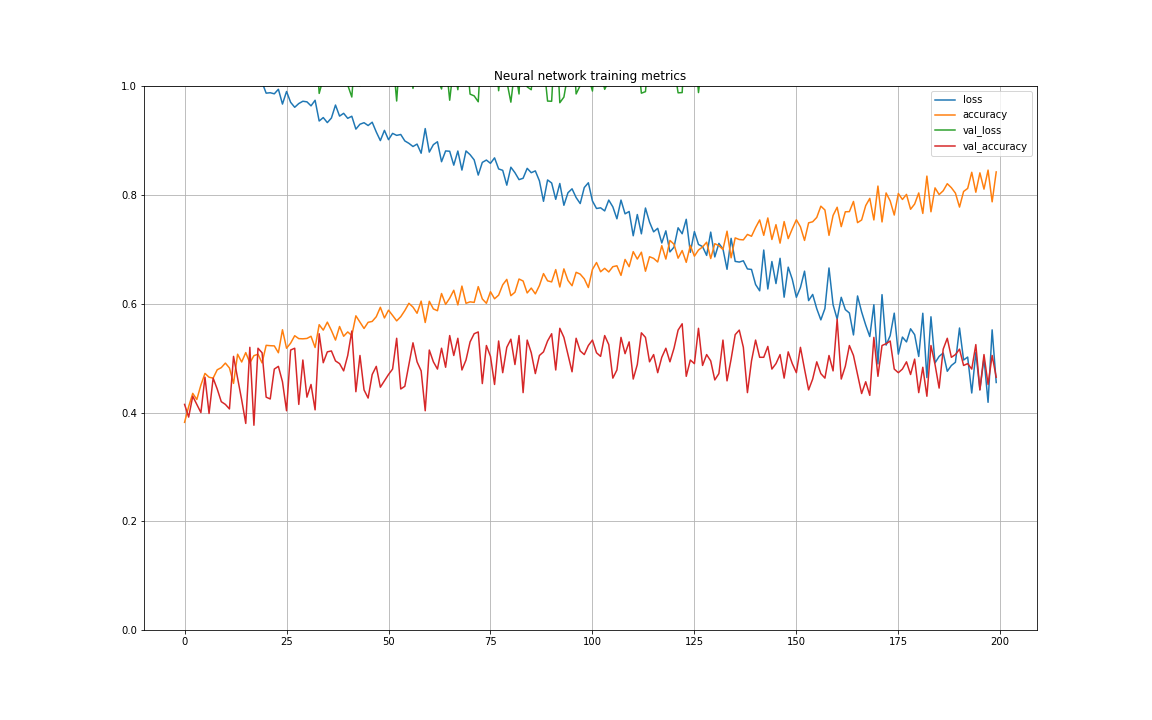 Neural network training metrics
1.0
0.8
0.6
0.4
0.2
0.0
loss
accuracy
val_loss
val_accuracy
0 25 50 75 100 125 150 175 200